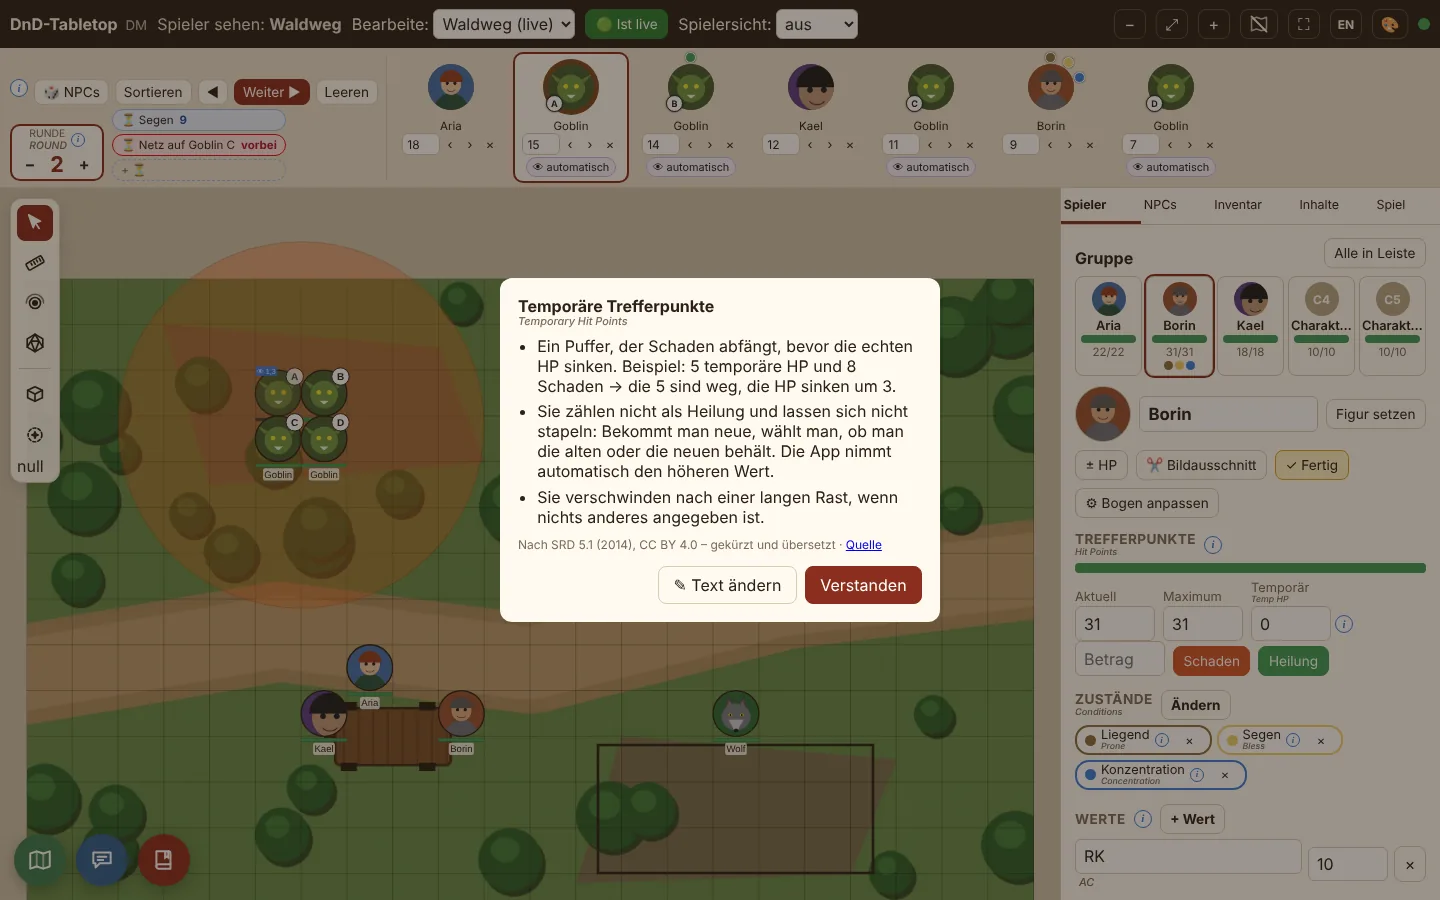 DnD-Tabletop DM Spieler sehen: Waldweg Bearbeite: Waldweg (live) Ist live Spielersicht: aus
− + EN
NPCs Sortieren Weiter Leeren
RUNDE
ROUND
− 2 +
Segen 9
Netz auf Goblin C vorbei
+
Aria
18 ‹ › ×
A
Goblin
15 ‹ › ×
automatisch
B
Goblin
14 ‹ › ×
automatisch
Kael
12 ‹ › ×
C
Goblin
11 ‹ › ×
automatisch
Borin
9 ‹ › ×
D
Goblin
7 ‹ › ×
automatisch
null
A
B
C
D
Goblin
Goblin
Aria
Kael
Borin
Wolf
Temporäre Trefferpunkte
Temporary Hit Points
• Ein Puffer, der Schaden abfängt, bevor die echten
HP sinken. Beispiel: 5 temporäre HP und 8
Schaden → die 5 sind weg, die HP sinken um 3.
• Sie zählen nicht als Heilung und lassen sich nicht
stapeln: Bekommt man neue, wählt man, ob man
die alten oder die neuen behält. Die App nimmt
automatisch den höheren Wert.
• Sie verschwinden nach einer langen Rast, wenn
nichts anderes angegeben ist.
Nach SRD 5.1 (2014), CC BY 4.0 – gekürzt und übersetzt · Quelle
✎ Text ändern
Verstanden
Spieler NPCs Inventar Inhalte Spiel
Gruppe
Alle in Leiste
Aria
22/22
Borin
31/31
Kael
18/18
C4
Charakt...
10/10
C5
Charakt...
10/10
Borin
Figur setzen
± HP
Bildausschnitt
✓ Fertig
Bogen anpassen
TREFFERPUNKTE
Hit Points
Aktuell
31
Maximum
31
Temporär
Temp HP
0
Betrag
Schaden
Heilung
ZUSTÄNDE
Conditions
Ändern
Liegend
Prone
×
Segen
Bless
×
Konzentration
Concentration
×
WERTE
+ Wert
RK
AC
10
×